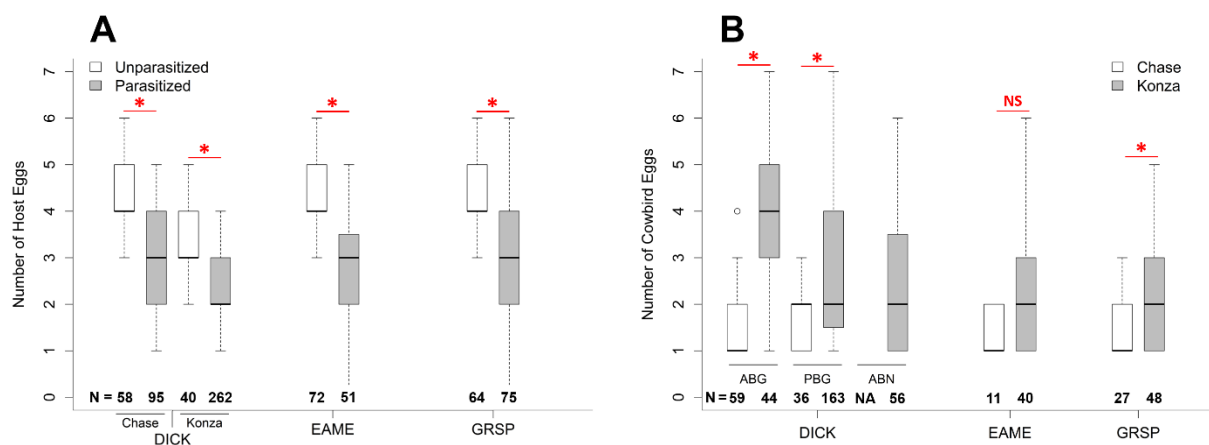 A
Unparasitized
Parasitized
Number of Host Eggs
7
6
5
4
3
2
1
0
*
*
*
*
N = 58 95 40 262 72 51 64 75
Chase Konza
DICK EAME GRSP
B
Chase
Konza
Number of Cowbird Eggs
7
6
5
4
3
2
1
0
*
*
NS
*
ABG PBG ABN
N = 59 44 36 163 NA 56 11 40 27 48
DICK EAME GRSP